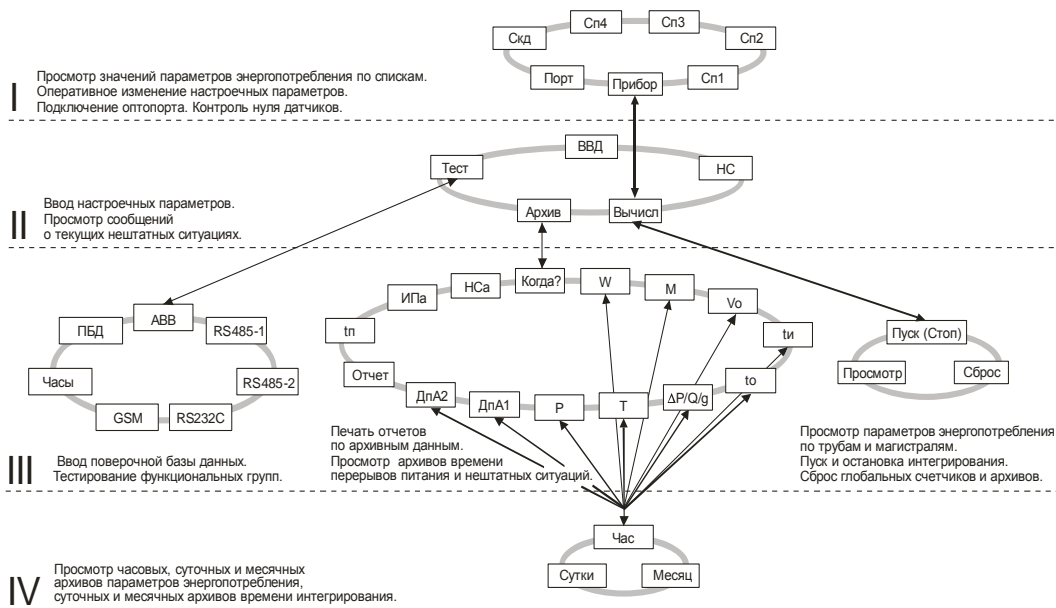 Сп4
Сп3
Скд
Сп2
Порт
Прибор
Сп1
I
Просмотр значений параметров энергопотребления по спискам.
Оперативное изменение настроечных параметров.
Подключение оптопорта. Контроль нуля датчиков.
ВВД
Тест
НС
Архив
Вычисл
II
Ввод настроечных параметров.
Просмотр сообщений
о текущих нештатных ситуациях.
Когда?
W
М
НСа
ИПа
Vo
tп
tи
Отчет
to
ДпА2
ДпА1
Р
Т
ΔP/Q/g
АВВ
ПБД
RS485-1
Часы
RS485-2
GSM
RS232C
Пуск (Стоп)
Просмотр
Сброс
III
Ввод поверочной базы данных.
Тестирование функциональных групп.
Печать отчетов
по архивным данным.
Просмотр архивов времени
перерывов питания и нештатных ситуаций.
Просмотр параметров энергопотребления
по трубам и магистралям.
Пуск и остановка интегрирования.
Сброс глобальных счетчиков и архивов.
Час
Сутки
Месяц
IV
Просмотр часовых, суточных и месячных
архивов параметров энергопотребления,
суточных и месячных архивов времени интегрирования.